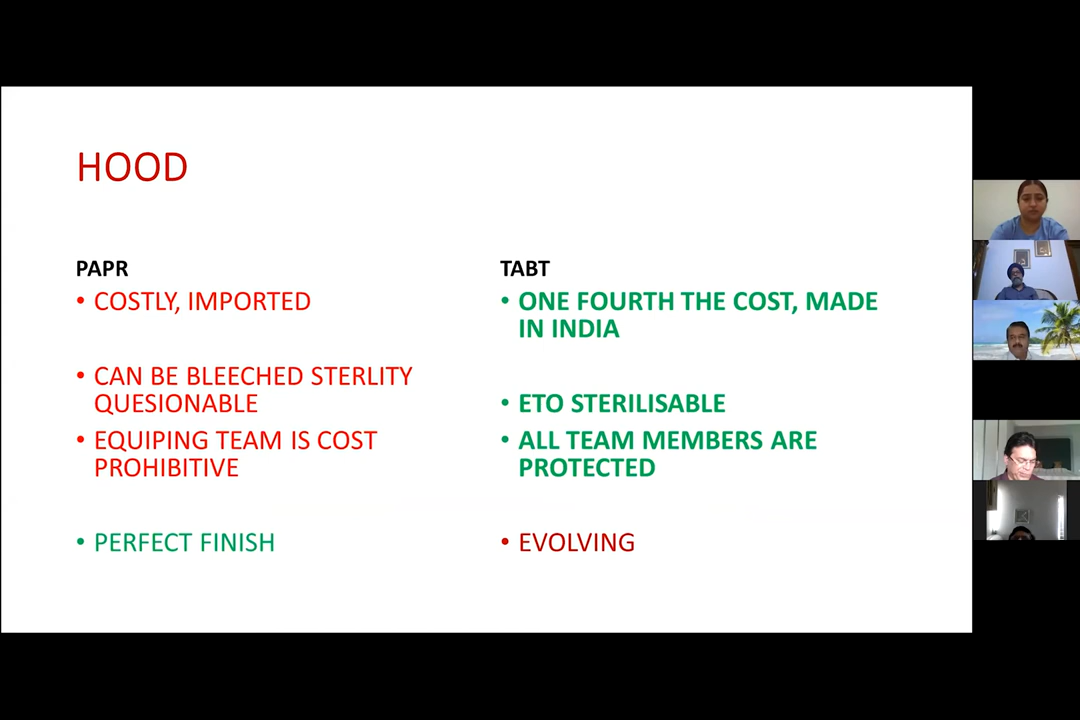 HOOD
PAPR
• COSTLY, IMPORTED
• CAN BE BLEECHED STERLITY
QUESIONABLE
• EQUIPING TEAM IS COST
PROHIBITIVE
• PERFECT FINISH
TABT
• ONE FOURTH THE COST, MADE
IN INDIA
• ETO STERILISABLE
• ALL TEAM MEMBERS ARE
PROTECTED
• EVOLVING